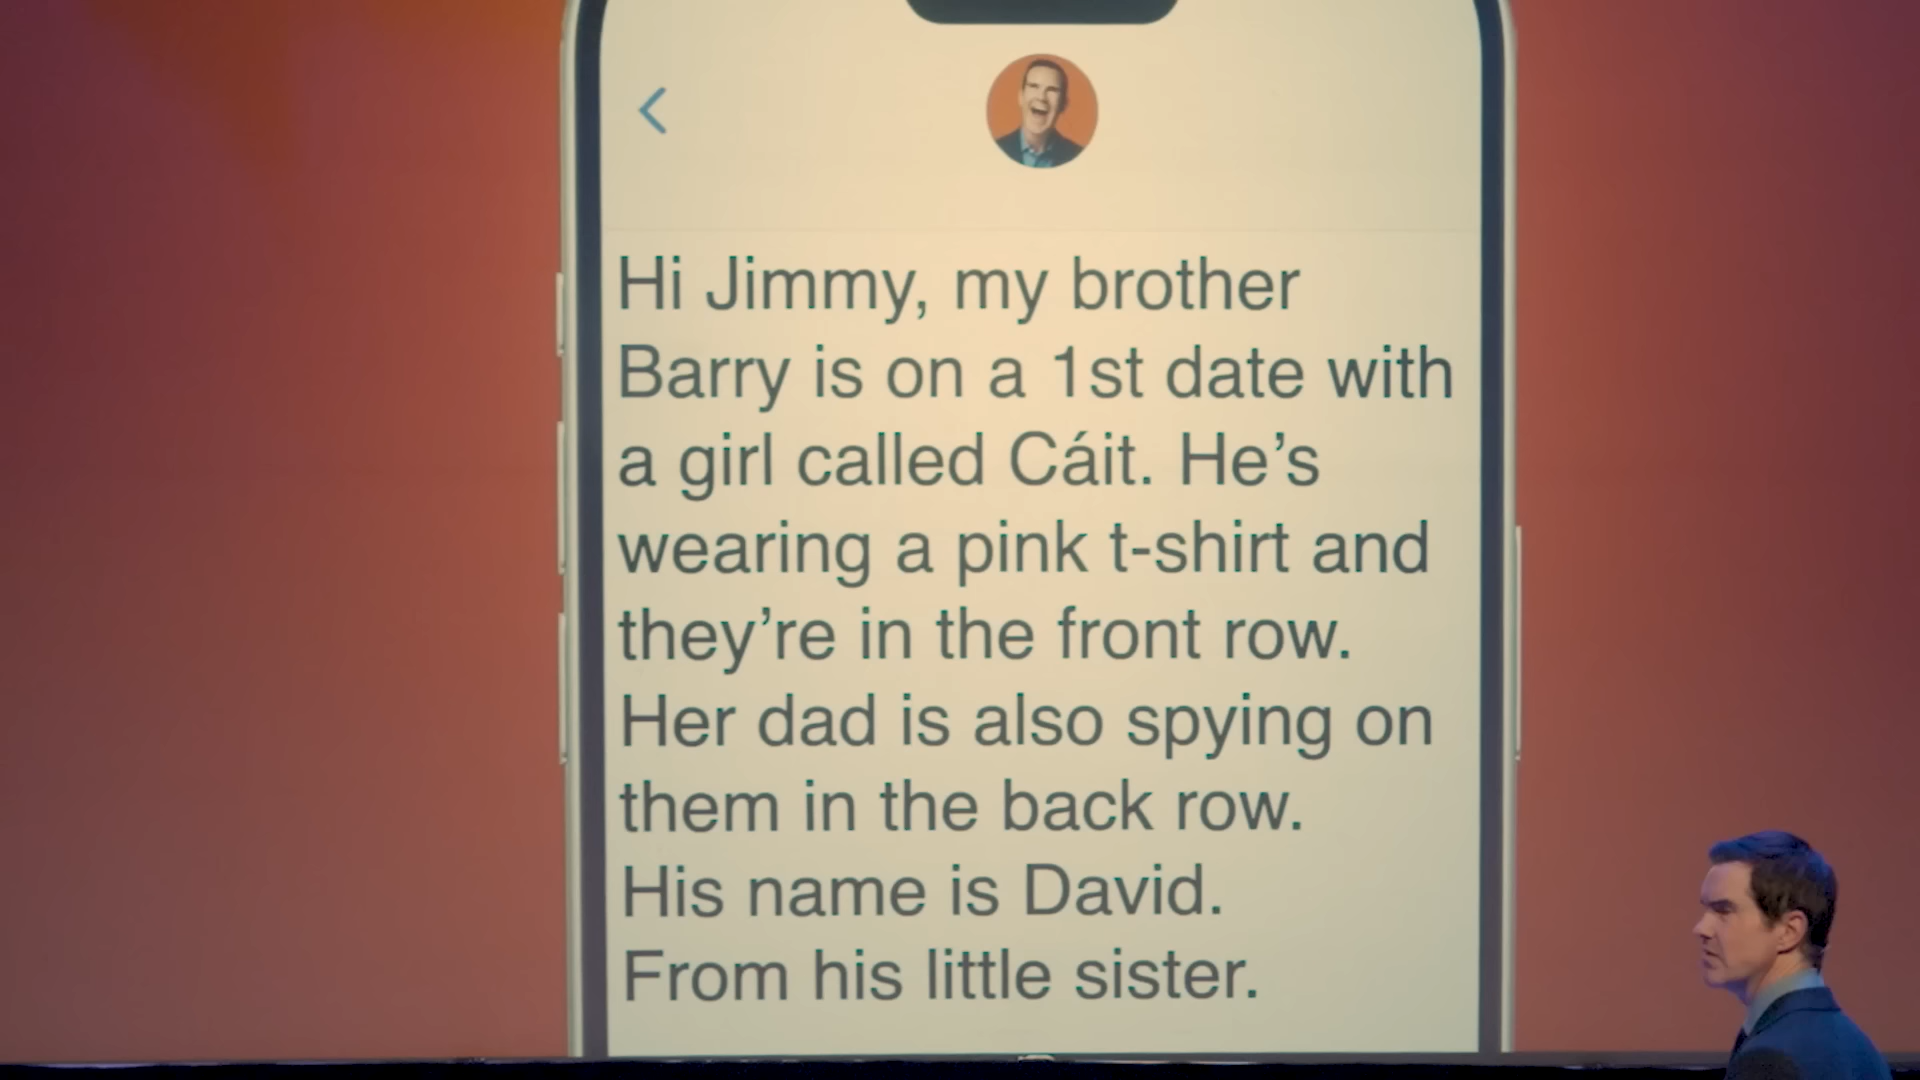 Hi Jimmy, my brother
Barry is on a 1st date with
a girl called Cáit. He’s
wearing a pink t-shirt and
they’re in the front row.
Her dad is also spying on
them in the back row.
His name is David.
From his little sister.